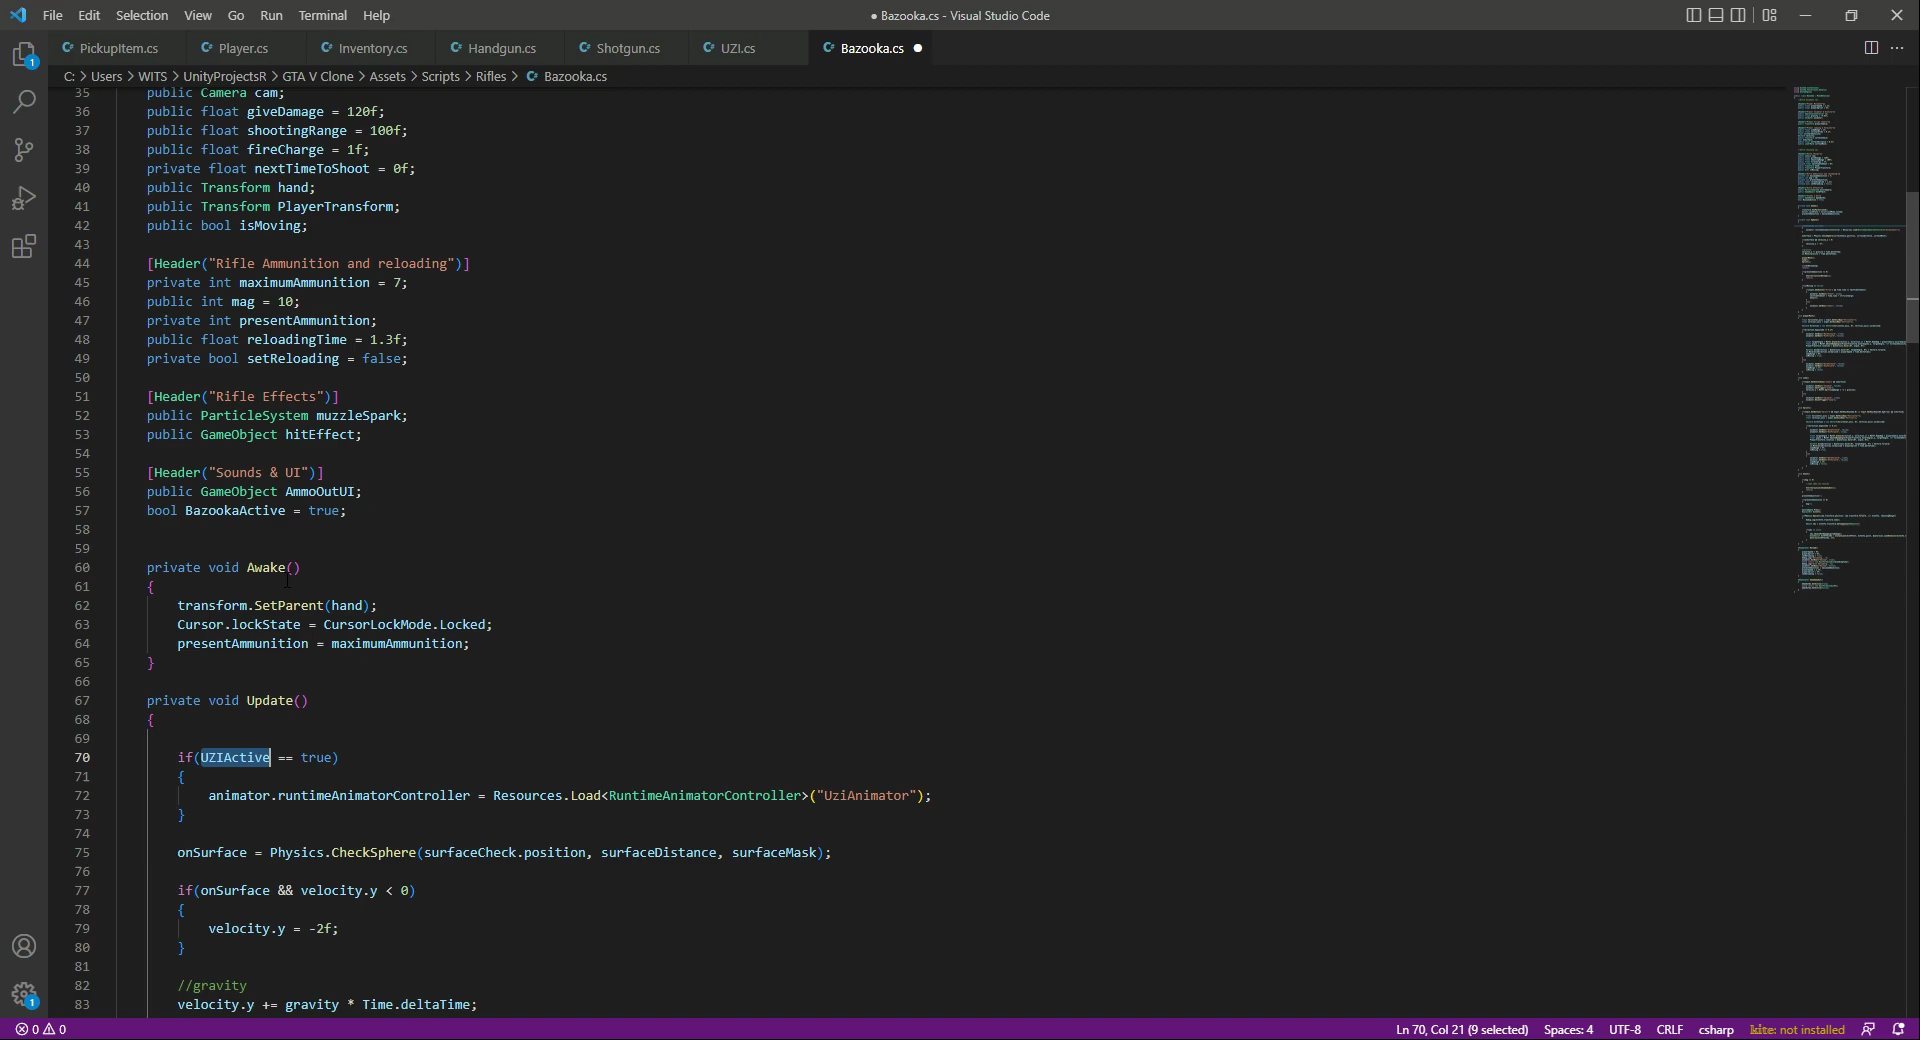 File Edit Selection View Go Run Terminal Help
● Bazooka.cs - Visual Studio Code
PickupItem.cs Player.cs Inventory.cs Handgun.cs Shotgun.cs UZI.cs Bazooka.cs
C: > Users > WITS > UnityProjectsR > GTA V Clone > Assets > Scripts > Rifles > Bazooka.cs
35 public Camera cam;
36 public float giveDamage = 120f;
37 public float shootingRange = 100f;
38 public float fireCharge = 1f;
39 private float nextTimeToShoot = 0f;
40 public Transform hand;
41 public Transform PlayerTransform;
42 public bool isMoving;
43
44 [Header("Rifle Ammunition and reloading")]
45 private int maximumAmmunition = 7;
46 public int mag = 10;
47 private int presentAmmunition;
48 public float reloadingTime = 1.3f;
49 private bool setReloading = false;
50
51 [Header("Rifle Effects")]
52 public ParticleSystem muzzleSpark;
53 public GameObject hitEffect;
54
55 [Header("Sounds & UI")]
56 public GameObject AmmoOutUI;
57 bool BazookaActive = true;
58
59
60 private void Awake()
61 {
62 transform.SetParent(hand);
63 Cursor.lockState = CursorLockMode.Locked;
64 presentAmmunition = maximumAmmunition;
65 }
66
67 private void Update()
68 {
69
70 if(UZIActive == true)
71 {
72 animator.runtimeAnimatorController = Resources.Load<RuntimeAnimatorController>("UziAnimator");
73 }
74
75 onSurface = Physics.CheckSphere(surfaceCheck.position, surfaceDistance, surfaceMask);
76
77 if(onSurface && velocity.y < 0)
78 {
79 velocity.y = -2f;
80 }
81
82 //gravity
83 velocity.y += gravity * Time.deltaTime;
1
1
0 0 Ln 70, Col 21 (9 selected) Spaces: 4 UTF-8 CRLF csharp kite: not installed